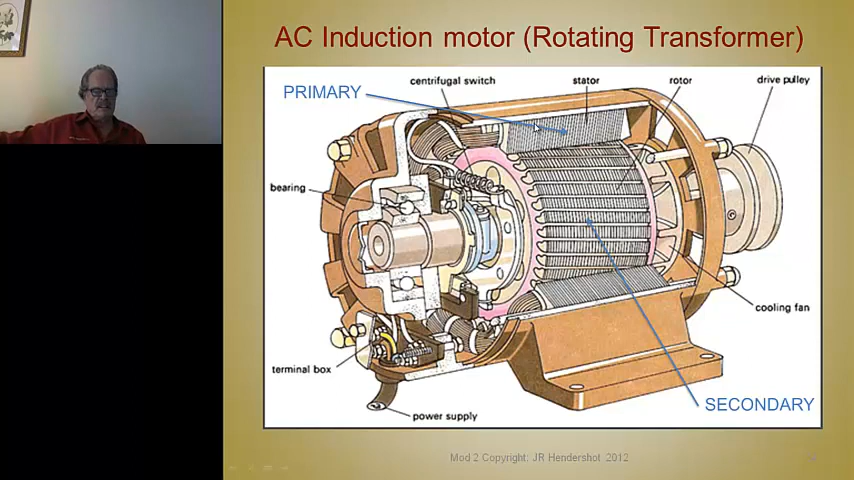 AC Induction motor (Rotating Transformer)
PRIMARY
centrifugal switch
stator
rotor
drive pulley
bearing
cooling fan
terminal box
power supply
SECONDARY
Mod 2 Copyright: JR Hendershot 2012